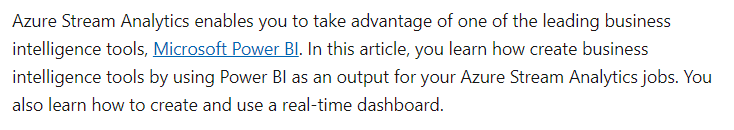 Azure Stream Analytics enables you to take advantage of one of the leading business
intelligence tools, Microsoft Power BI. In this article, you learn how create business
intelligence tools by using Power BI as an output for your Azure Stream Analytics jobs. You
also learn how to create and use a real-time dashboard.